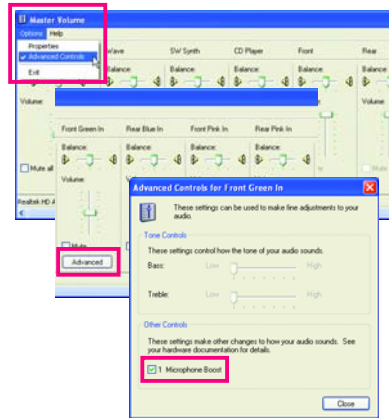 Master Volume
Options Help
Properties
Advanced Controls
Exit
Wave SW Synth CD Player Front Rear
Balance: Balance: Balance: Balance: Balance:
Volume:
Mute all
Realtek HD A
Front Green In Rear Blue In Front Pink In Rear Pink In
Balance: Balance: Balance: Balance:
Volume:
Mute
Advanced
Advanced Controls for Front Green In
These settings can be used to make fine adjustments to your
audio.
Tone Controls
These settings control how the tone of your audio sounds.
Bass: Low High
Treble: Low High
Other Controls
These settings make other changes to how your audio sounds. See
your hardware documentation for details.
1 Microphone Boost
Close